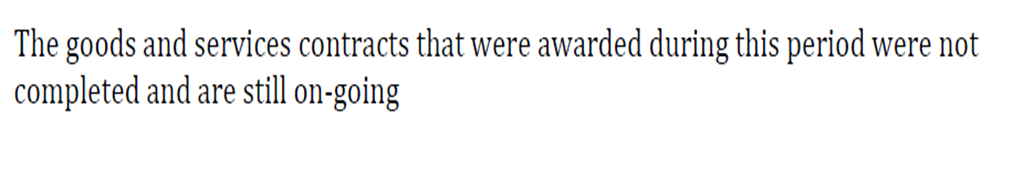 The goods and services contracts that were awarded during this period were not
completed and are still on-going